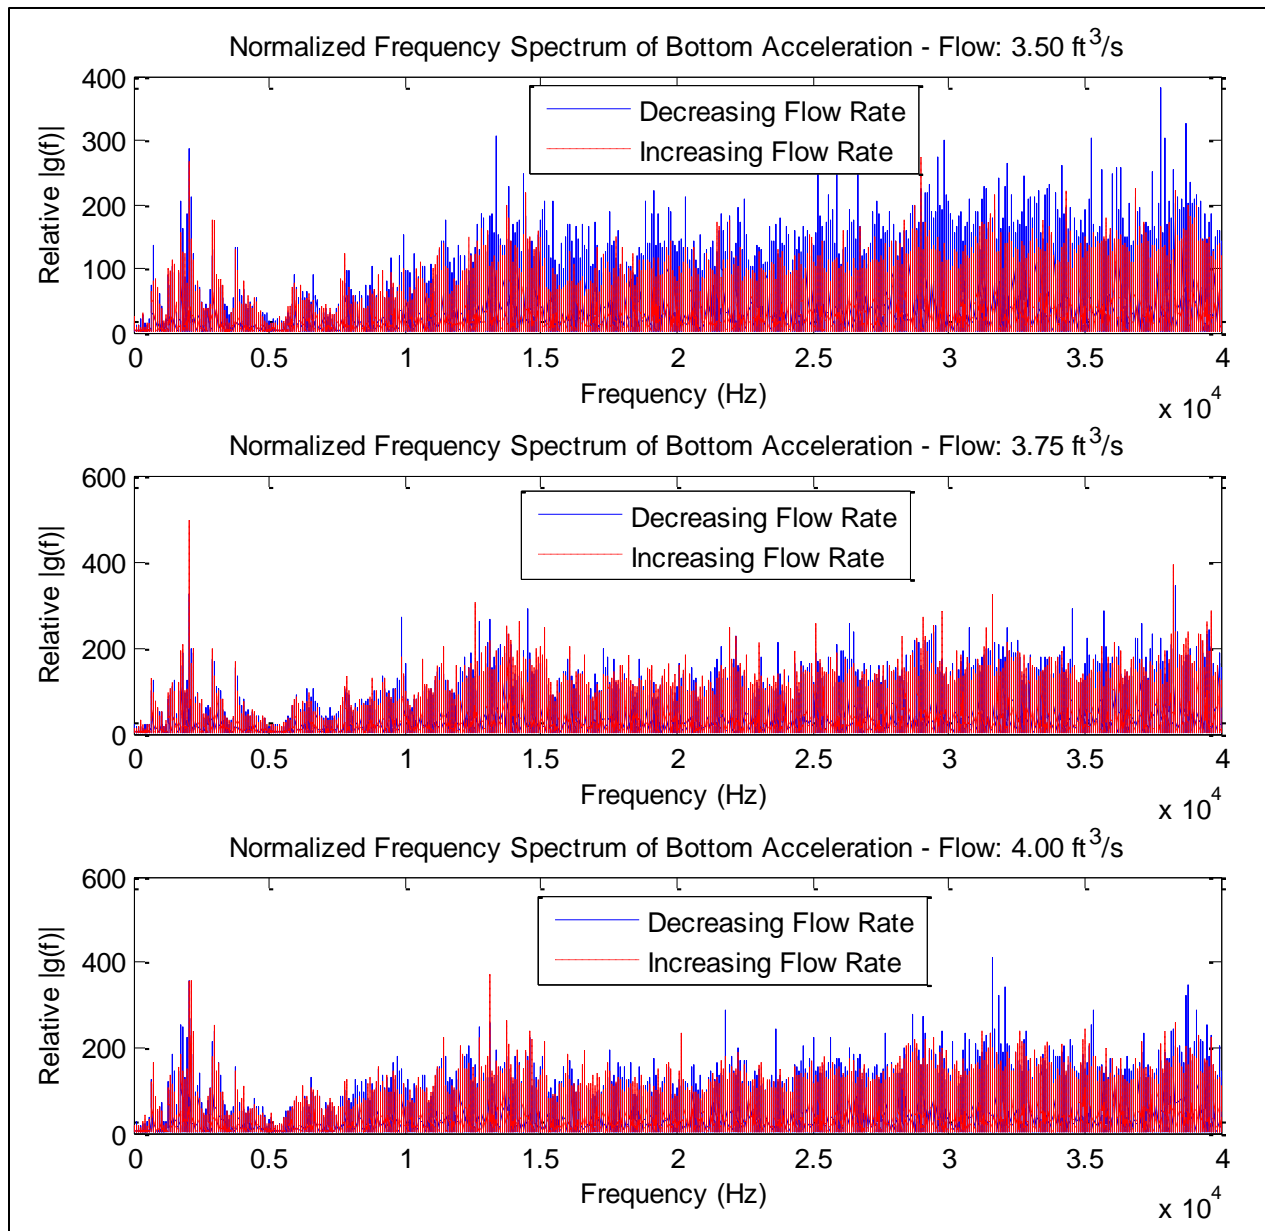 Normalized Frequency Spectrum of Bottom Acceleration - Flow: 3.50 ft³/s
Relative |g(f)|
400
300
200
100
0
Decreasing Flow Rate
Increasing Flow Rate
0 0.5 1 1.5 2 2.5 3 3.5 4
Frequency (Hz)
x 10⁴
Normalized Frequency Spectrum of Bottom Acceleration - Flow: 3.75 ft³/s
Relative |g(f)|
600
400
200
0
Decreasing Flow Rate
Increasing Flow Rate
0 0.5 1 1.5 2 2.5 3 3.5 4
Frequency (Hz)
x 10⁴
Normalized Frequency Spectrum of Bottom Acceleration - Flow: 4.00 ft³/s
Relative |g(f)|
600
400
200
0
Decreasing Flow Rate
Increasing Flow Rate
0 0.5 1 1.5 2 2.5 3 3.5 4
Frequency (Hz)
x 10⁴